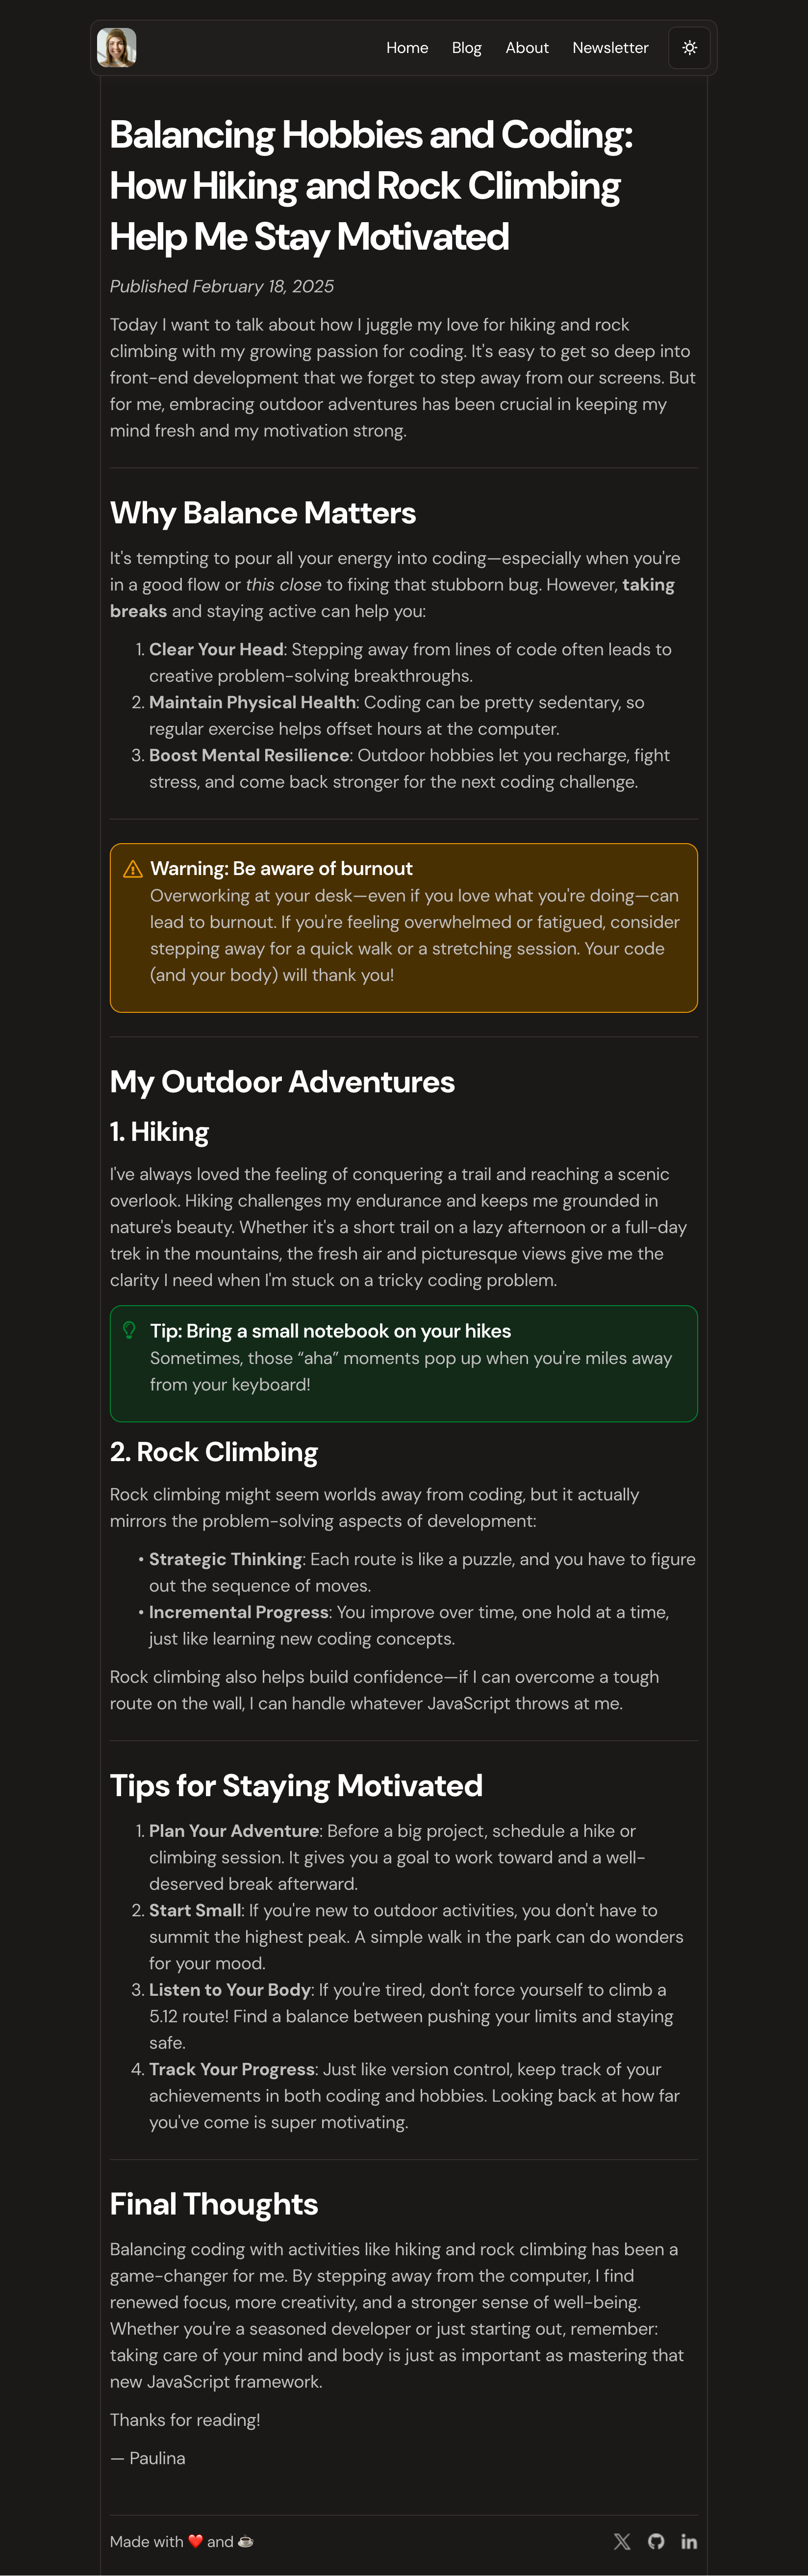 Home Blog About Newsletter
Balancing Hobbies and Coding:
How Hiking and Rock Climbing
Help Me Stay Motivated
Published February 18, 2025
Today I want to talk about how I juggle my love for hiking and rock
climbing with my growing passion for coding. It's easy to get so deep into
front-end development that we forget to step away from our screens. But
for me, embracing outdoor adventures has been crucial in keeping my
mind fresh and my motivation strong.
Why Balance Matters
It's tempting to pour all your energy into coding—especially when you're
in a good flow or this close to fixing that stubborn bug. However, taking
breaks and staying active can help you:
1. Clear Your Head: Stepping away from lines of code often leads to
creative problem-solving breakthroughs.
2. Maintain Physical Health: Coding can be pretty sedentary, so
regular exercise helps offset hours at the computer.
3. Boost Mental Resilience: Outdoor hobbies let you recharge, fight
stress, and come back stronger for the next coding challenge.
Warning: Be aware of burnout
Overworking at your desk—even if you love what you're doing—can
lead to burnout. If you're feeling overwhelmed or fatigued, consider
stepping away for a quick walk or a stretching session. Your code
(and your body) will thank you!
My Outdoor Adventures
1. Hiking
I've always loved the feeling of conquering a trail and reaching a scenic
overlook. Hiking challenges my endurance and keeps me grounded in
nature's beauty. Whether it's a short trail on a lazy afternoon or a full-day
trek in the mountains, the fresh air and picturesque views give me the
clarity I need when I'm stuck on a tricky coding problem.
Tip: Bring a small notebook on your hikes
Sometimes, those “aha” moments pop up when you're miles away
from your keyboard!
2. Rock Climbing
Rock climbing might seem worlds away from coding, but it actually
mirrors the problem-solving aspects of development:
• Strategic Thinking: Each route is like a puzzle, and you have to figure
out the sequence of moves.
• Incremental Progress: You improve over time, one hold at a time,
just like learning new coding concepts.
Rock climbing also helps build confidence—if I can overcome a tough
route on the wall, I can handle whatever JavaScript throws at me.
Tips for Staying Motivated
1. Plan Your Adventure: Before a big project, schedule a hike or
climbing session. It gives you a goal to work toward and a well-
deserved break afterward.
2. Start Small: If you're new to outdoor activities, you don't have to
summit the highest peak. A simple walk in the park can do wonders
for your mood.
3. Listen to Your Body: If you're tired, don't force yourself to climb a
5.12 route! Find a balance between pushing your limits and staying
safe.
4. Track Your Progress: Just like version control, keep track of your
achievements in both coding and hobbies. Looking back at how far
you've come is super motivating.
Final Thoughts
Balancing coding with activities like hiking and rock climbing has been a
game-changer for me. By stepping away from the computer, I find
renewed focus, more creativity, and a stronger sense of well-being.
Whether you're a seasoned developer or just starting out, remember:
taking care of your mind and body is just as important as mastering that
new JavaScript framework.
Thanks for reading!
— Paulina
Made with ❤️ and ☕